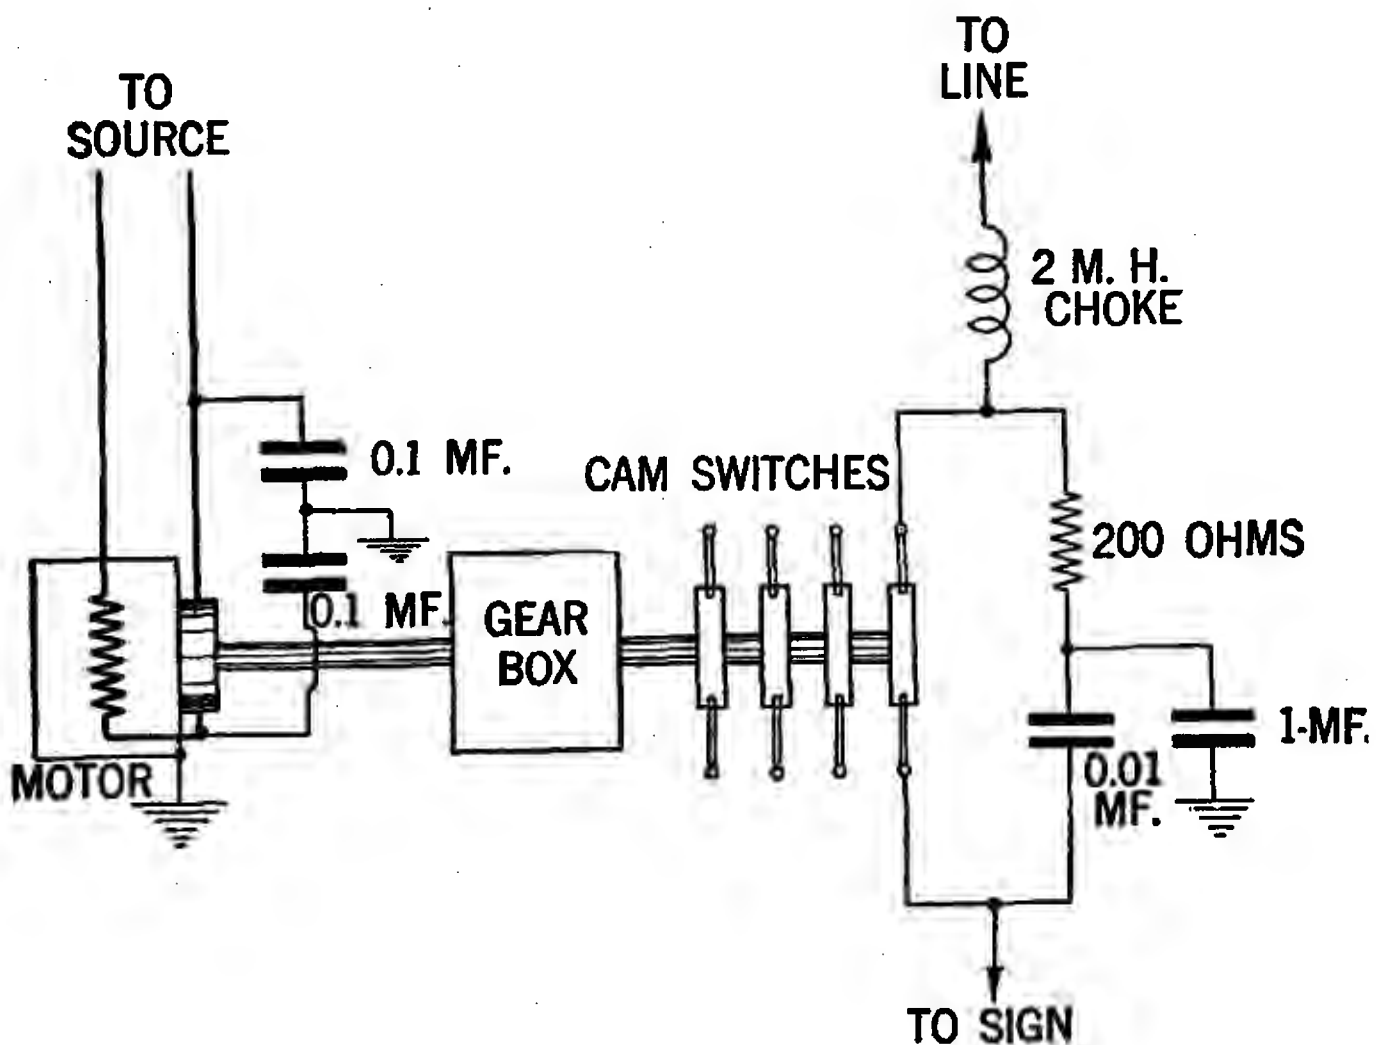 TO
SOURCE
TO
LINE
2 M. H.
CHOKE
0.1 MF.
CAM SWITCHES
200 OHMS
0.1 MF.
GEAR
BOX
MOTOR
0.01
MF.
1-MF.
TO SIGN